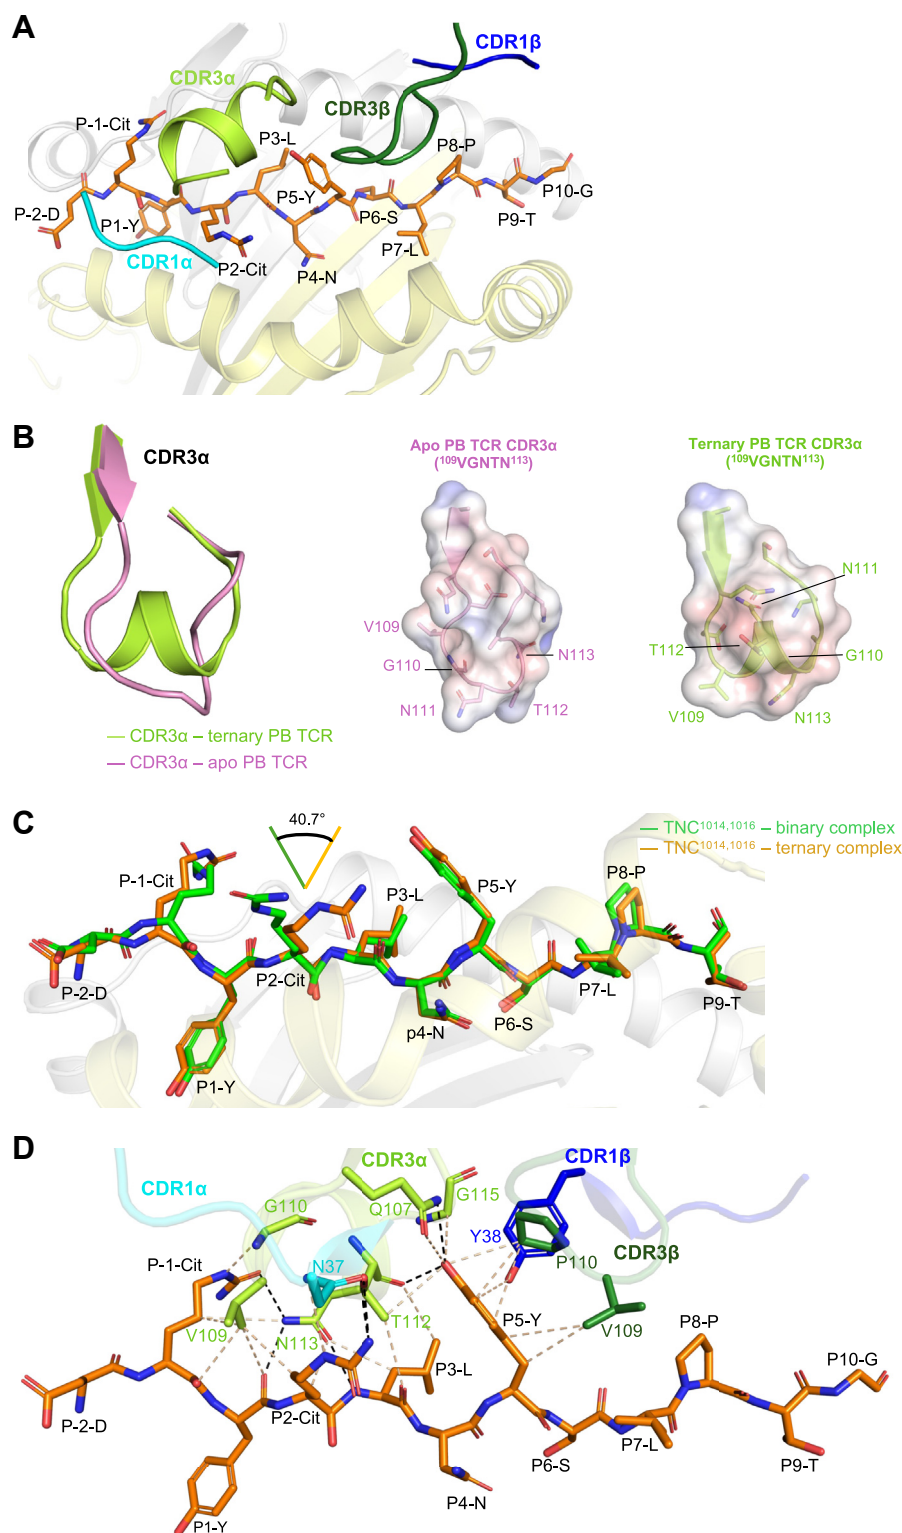 A
CDR1β
CDR3α
CDR3β
P-1-Cit
P3-L
P8-P
P-2-D
P1-Y
P5-Y
P6-S
P10-G
P9-T
CDR1α
P2-Cit
P4-N
P7-L
B
CDR3α
Apo PB TCR CDR3α
(¹⁰⁹VGNTN¹¹³)
Ternary PB TCR CDR3α
(¹⁰⁹VGNTN¹¹³)
V109
G110
N111
N113
T112
N111
T112
G110
V109
N113
CDR3α – ternary PB TCR
CDR3α – apo PB TCR
C
40.7°
TNC¹⁰¹⁴,¹⁰¹⁶ – binary complex
TNC¹⁰¹⁴,¹⁰¹⁶ – ternary complex
P-1-Cit
P3-L
P5-Y
P8-P
P-2-D
P2-Cit
p4-N
P6-S
P7-L
P9-T
P1-Y
D
CDR3α
CDR1β
CDR1α
G110
Q107
G115
Y38
P110
CDR3β
P-1-Cit
N37
V109
N113
T112
P5-Y
V109
P8-P
P3-L
P10-G
P-2-D
P2-Cit
P7-L
P6-S
P9-T
P4-N
P1-Y